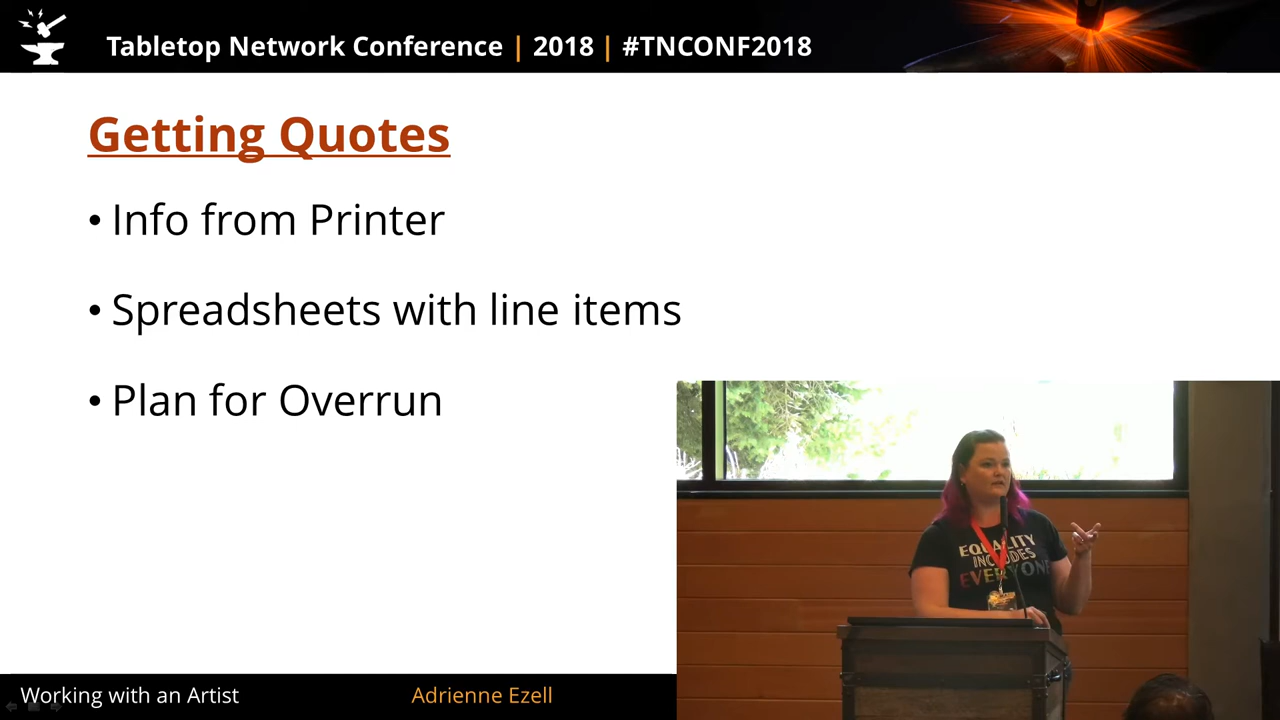 Tabletop Network Conference | 2018 | #TNCONF2018
Getting Quotes
• Info from Printer
• Spreadsheets with line items
• Plan for Overrun
EQUALITY
INCLUDES
EVERYONE
Working with an Artist
Adrienne Ezell